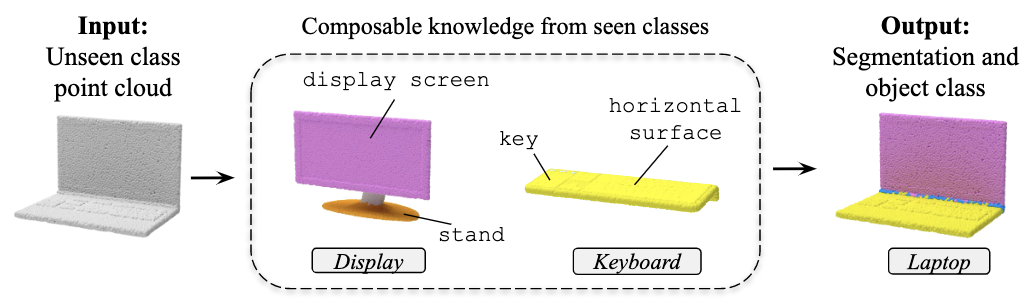 Input:
Unseen class
point cloud
Composable knowledge from seen classes
display screen
stand
Display
key
horizontal
surface
Keyboard
Output:
Segmentation and
object class
Laptop